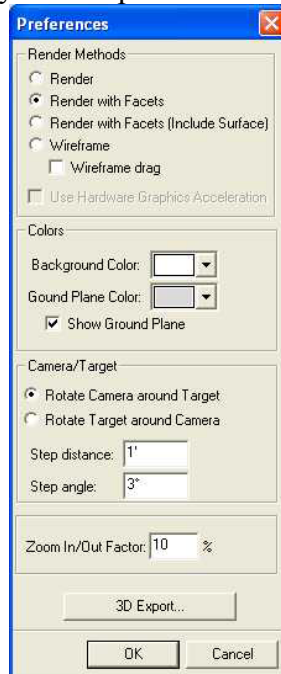 Preferences
Render Methods
Render
Render with Facets
Render with Facets (Include Surface)
Wireframe
Wireframe drag
Use Hardware Graphics Acceleration
Colors
Background Color:
Gound Plane Color:
Show Ground Plane
Camera/Target
Rotate Camera around Target
Rotate Target around Camera
Step distance: 1'
Step angle: 3°
Zoom In/Out Factor: 10 %
3D Export...
OK Cancel